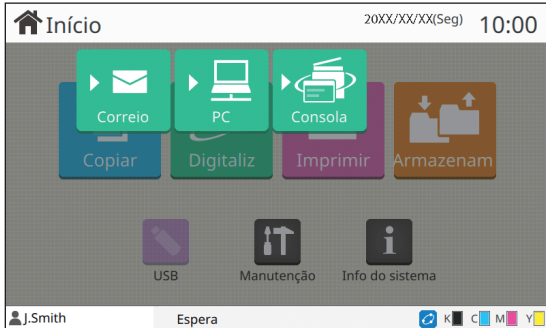 Início
20XX/XX/XX(Seg) 10:00
Correio PC Consola
Copiar Digitaliz Imprimir Armazenam
USB Manutenção Info do sistema
J.Smith Espera K C M Y